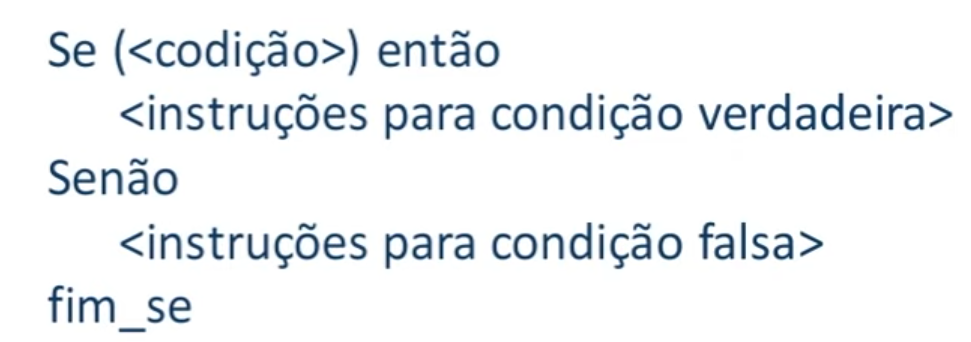 Se (<codição>) então
<instruções para condição verdadeira>
Senão
<instruções para condição falsa>
fim_se